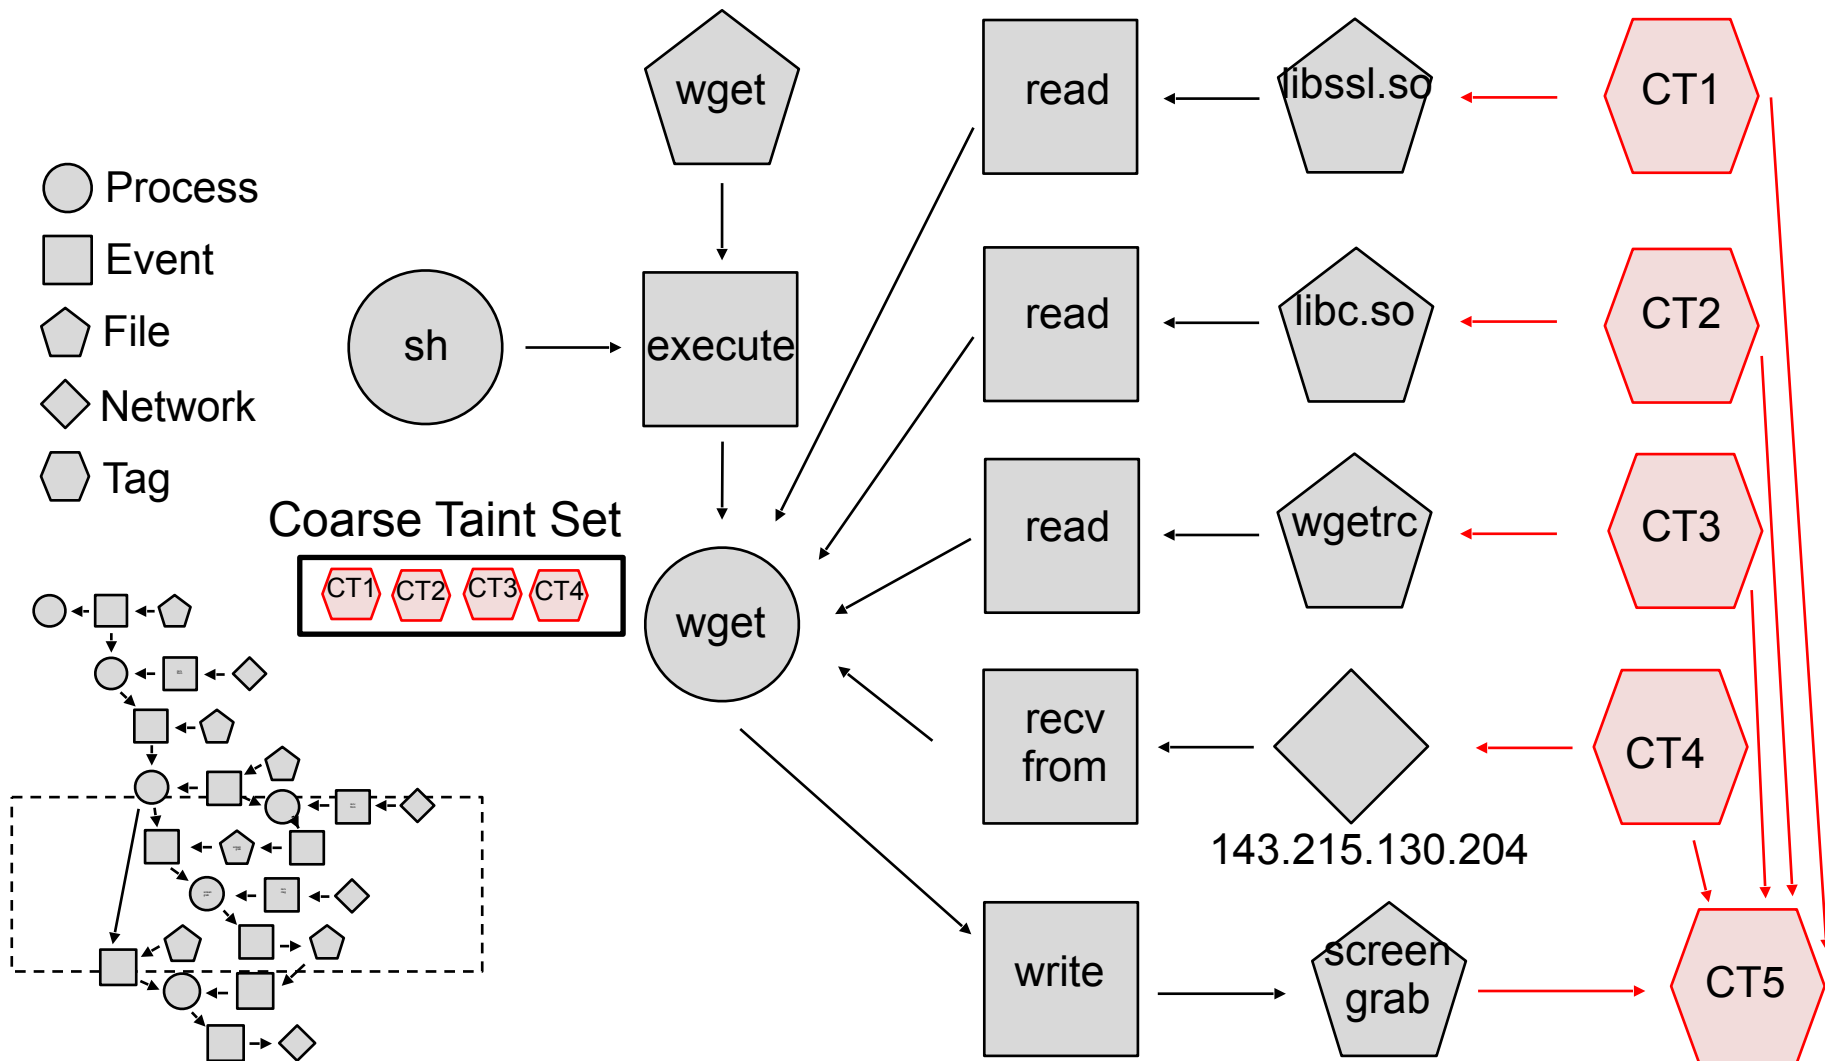 wget
read
libssl.so
CT1
Process
Event
File
Network
Tag
sh
execute
read
libc.so
CT2
Coarse Taint Set
CT1
CT2
CT3
CT4
wget
read
wgetrc
CT3
recv
from
143.215.130.204
CT4
write
screen
grab
CT5